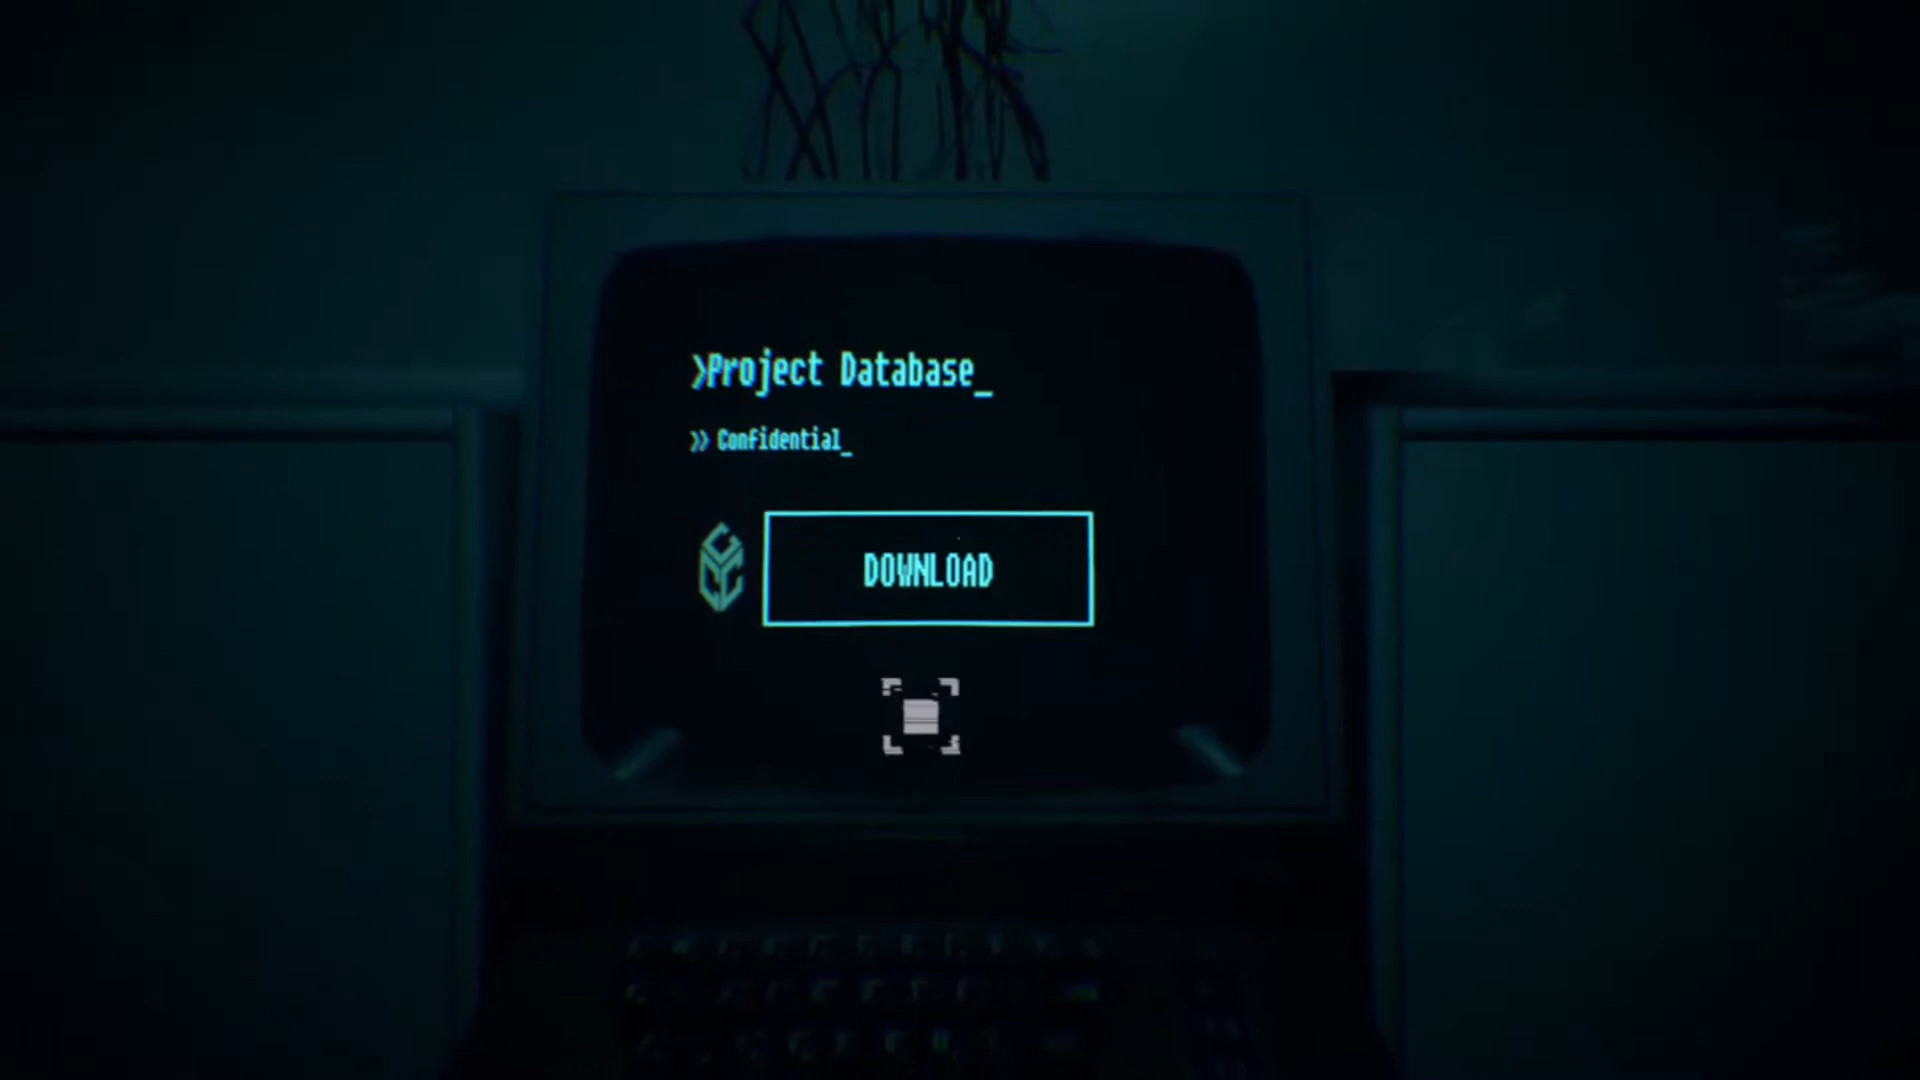 ❯Project Database_
» Confidential_
DOWNLOAD